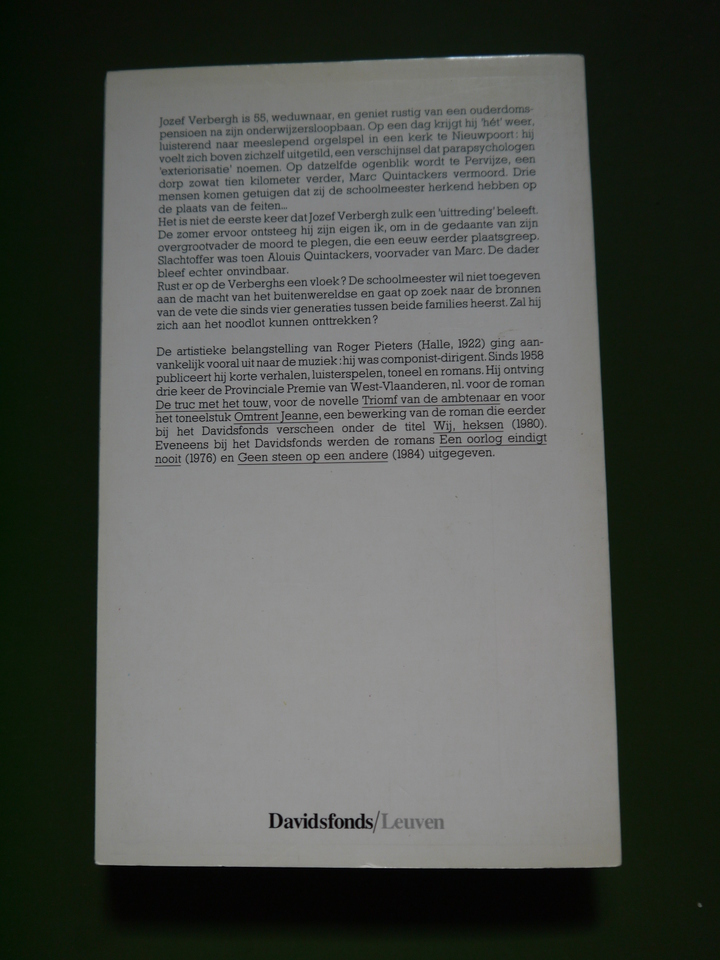 Jozef Verbergh is 55, weduwnaar, en geniet rustig van een ouderdoms-
pensioen na zijn onderwijzersloopbaan. Op een dag krijgt hij 'hét' weer,
luisterend naar meeslepend orgelspel in een kerk te Nieuwpoort: hij
voelt zich boven zichzelf uitgetild, een verschijnsel dat parapsychologen
'exteriorisatie' noemen. Op datzelfde ogenblik wordt te Pervijze, een
dorp zowat tien kilometer verder, Marc Quintackers vermoord. Drie
mensen komen getuigen dat zij de schoolmeester herkend hebben op
de plaats van de feiten...
Het is niet de eerste keer dat Jozef Verbergh zulk een 'uittreding' beleeft.
De zomer ervoor ontsteeg hij zijn eigen ik, om in de gedaante van zijn
overgrootvader de moord te plegen, die een eeuw eerder plaatsgreep.
Slachtoffer was toen Alouis Quintackers, voorvader van Marc. De dader
bleef echter onvindbaar.
Rust er op de Verberghs een vloek? De schoolmeester wil niet toegeven
aan de macht van het buitenwereldse en gaat op zoek naar de bronnen
van de vete die sinds vier generaties tussen beide families heerst. Zal hij
zich aan het noodlot kunnen onttrekken?
De artistieke belangstelling van Roger Pieters (Halle, 1922) ging aan-
vankelijk vooral uit naar de muziek: hij was componist-dirigent. Sinds 1958
publiceert hij korte verhalen, luisterspelen, toneel en romans. Hij ontving
drie keer de Provinciale Premie van West-Vlaanderen, nl. voor de roman
De truc met het touw, voor de novelle Triomf van de ambtenaar en voor
het toneelstuk Omtrent Jeanne, een bewerking van de roman die eerder
bij het Davidsfonds verscheen onder de titel Wij, heksen (1980).
Eveneens bij het Davidsfonds werden de romans Een oorlog eindigt
nooit (1976) en Geen steen op een andere (1984) uitgegeven.
Davidsfonds/Leuven